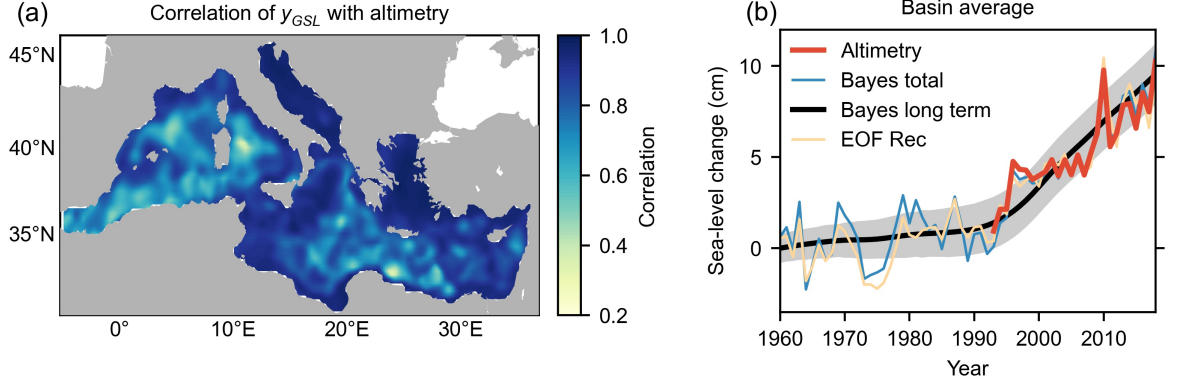 (a)
Correlation of y_GSL with altimetry
45°N
40°N
35°N
0°
10°E
20°E
30°E
1.0
0.8
0.6
0.4
0.2
Correlation
(b)
Basin average
Altimetry
Bayes total
Bayes long term
EOF Rec
Sea-level change (cm)
10
5
0
1960
1970
1980
1990
2000
2010
Year